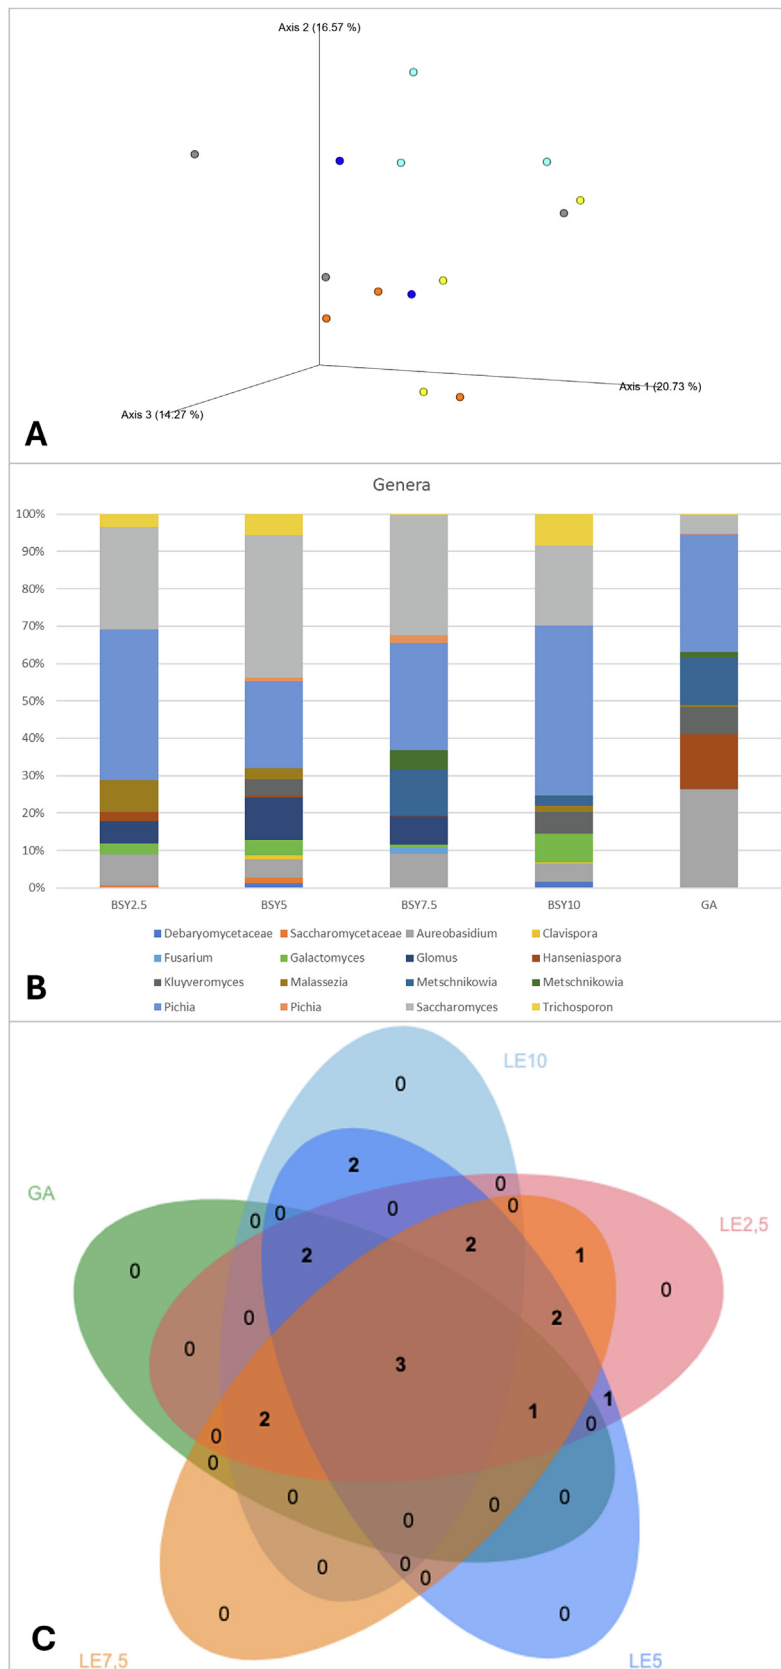 Axis 2 (16.57 %)
Axis 1 (20.73 %)
Axis 3 (14.27 %)
A
Genera
100%
90%
80%
70%
60%
50%
40%
30%
20%
10%
0%
BSY2.5 BSY5 BSY7.5 BSY10 GA
Debaryomycetaceae Saccharomycetaceae Aureobasidium Clavispora
Fusarium Galactomyces Glomus Hanseniaspora
Kluyveromyces Malassezia Metschnikowia Metschnikowia
Pichia Pichia Saccharomyces Trichosporon
B
LE10
0
2
0
GA
0
0 0 0
LE2,5
2 2 1
0
0
0
2
0
3
1
2 1
0
0
0
0 0 0
0
0
0 0
0 0
LE7,5
LE5
C